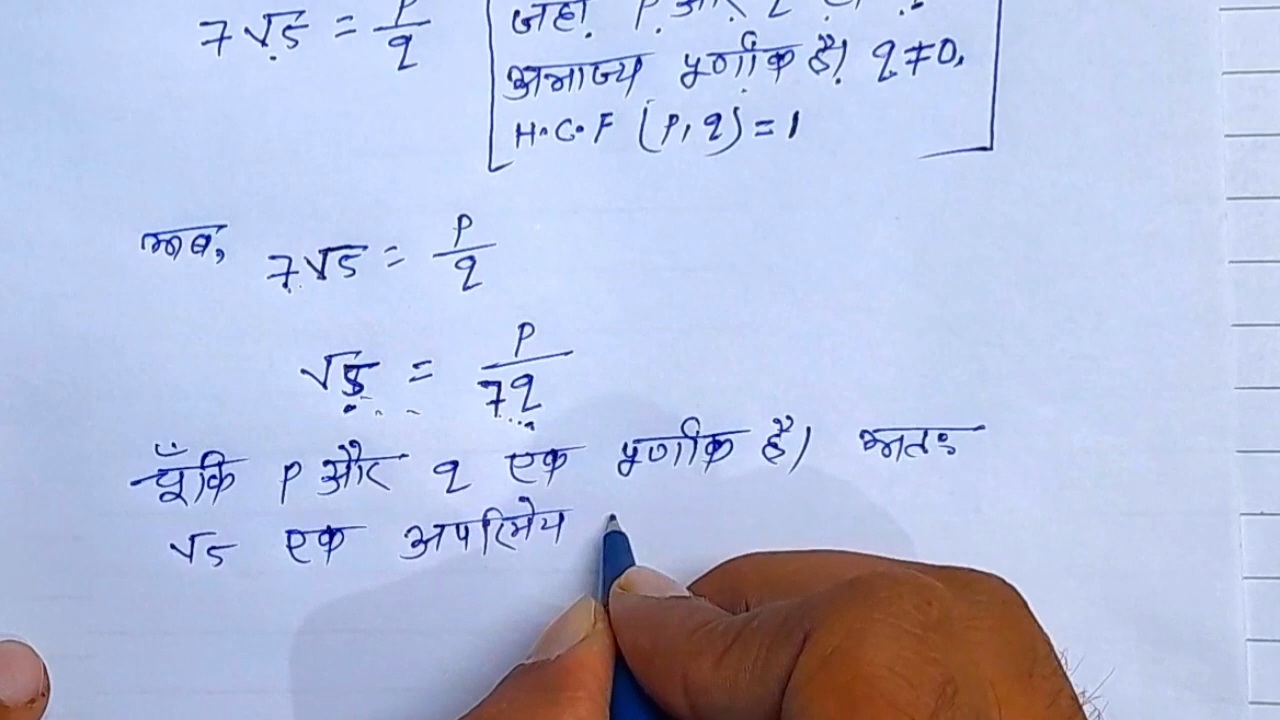 7√5 = P/q
जहाँ P और q
अभाज्य पूर्णांक है। q ≠ 0,
H.C.F (P, q) = 1
अब, 7√5 = P/q
√5 = P/7q
चूँकि P और q एक पूर्णांक है। अतः
√5 एक अपरिमेय